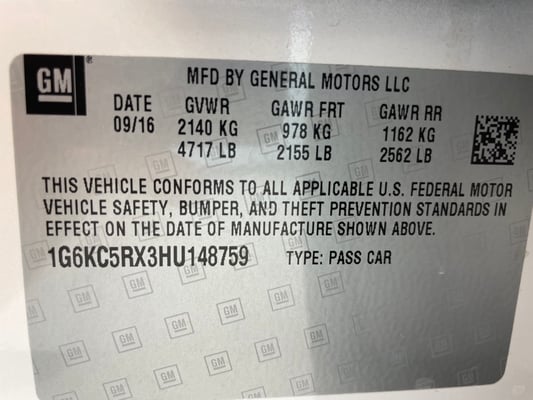 GM
MFD BY GENERAL MOTORS LLC
DATE GVWR GAWR FRT GAWR RR
09/16 2140 KG 978 KG 1162 KG
4717 LB 2155 LB 2562 LB
THIS VEHICLE CONFORMS TO ALL APPLICABLE U.S. FEDERAL MOTOR
VEHICLE SAFETY, BUMPER, AND THEFT PREVENTION STANDARDS IN
EFFECT ON THE DATE OF MANUFACTURE SHOWN ABOVE.
1G6KC5RX3HU148759 TYPE: PASS CAR